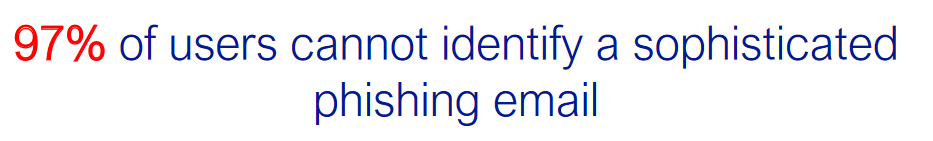 97% of users cannot identify a sophisticated
phishing email